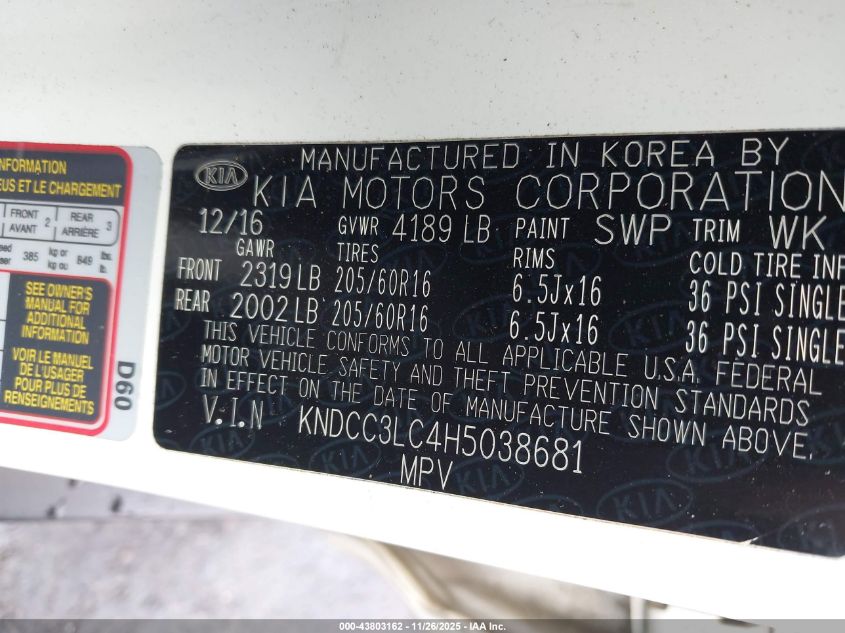 MANUFACTURED IN KOREA BY
KIA
KIA MOTORS CORPORATION
12/16 GVWR 4189 LB PAINT SWP TRIM WK
GAWR TIRES RIMS COLD TIRE INF
FRONT 2319 LB 205/60R16 6.5Jx16 36 PSI SINGLE
REAR 2002 LB 205/60R16 6.5Jx16 36 PSI SINGLE
THIS VEHICLE CONFORMS TO ALL APPLICABLE U.S.A. FEDERAL
MOTOR VEHICLE SAFETY AND THEFT PREVENTION STANDARDS
IN EFFECT ON THE DATE OF MANUFACTURE SHOWN ABOVE.
V.I.N KNDCC3LC4H5038681
MPV
INFORMATION
EUS ET LE CHARGEMENT
FRONT 2 REAR 3
AVANT ARRIÈRE
385 kg or 849 lbs.
kg ou lb.
SEE OWNER'S
MANUAL FOR
ADDITIONAL
INFORMATION
VOIR LE MANUEL
DE L'USAGER
POUR PLUS DE
RENSEIGNEMENTS
D60
000-43803162 - 11/26/2025 - IAA Inc.